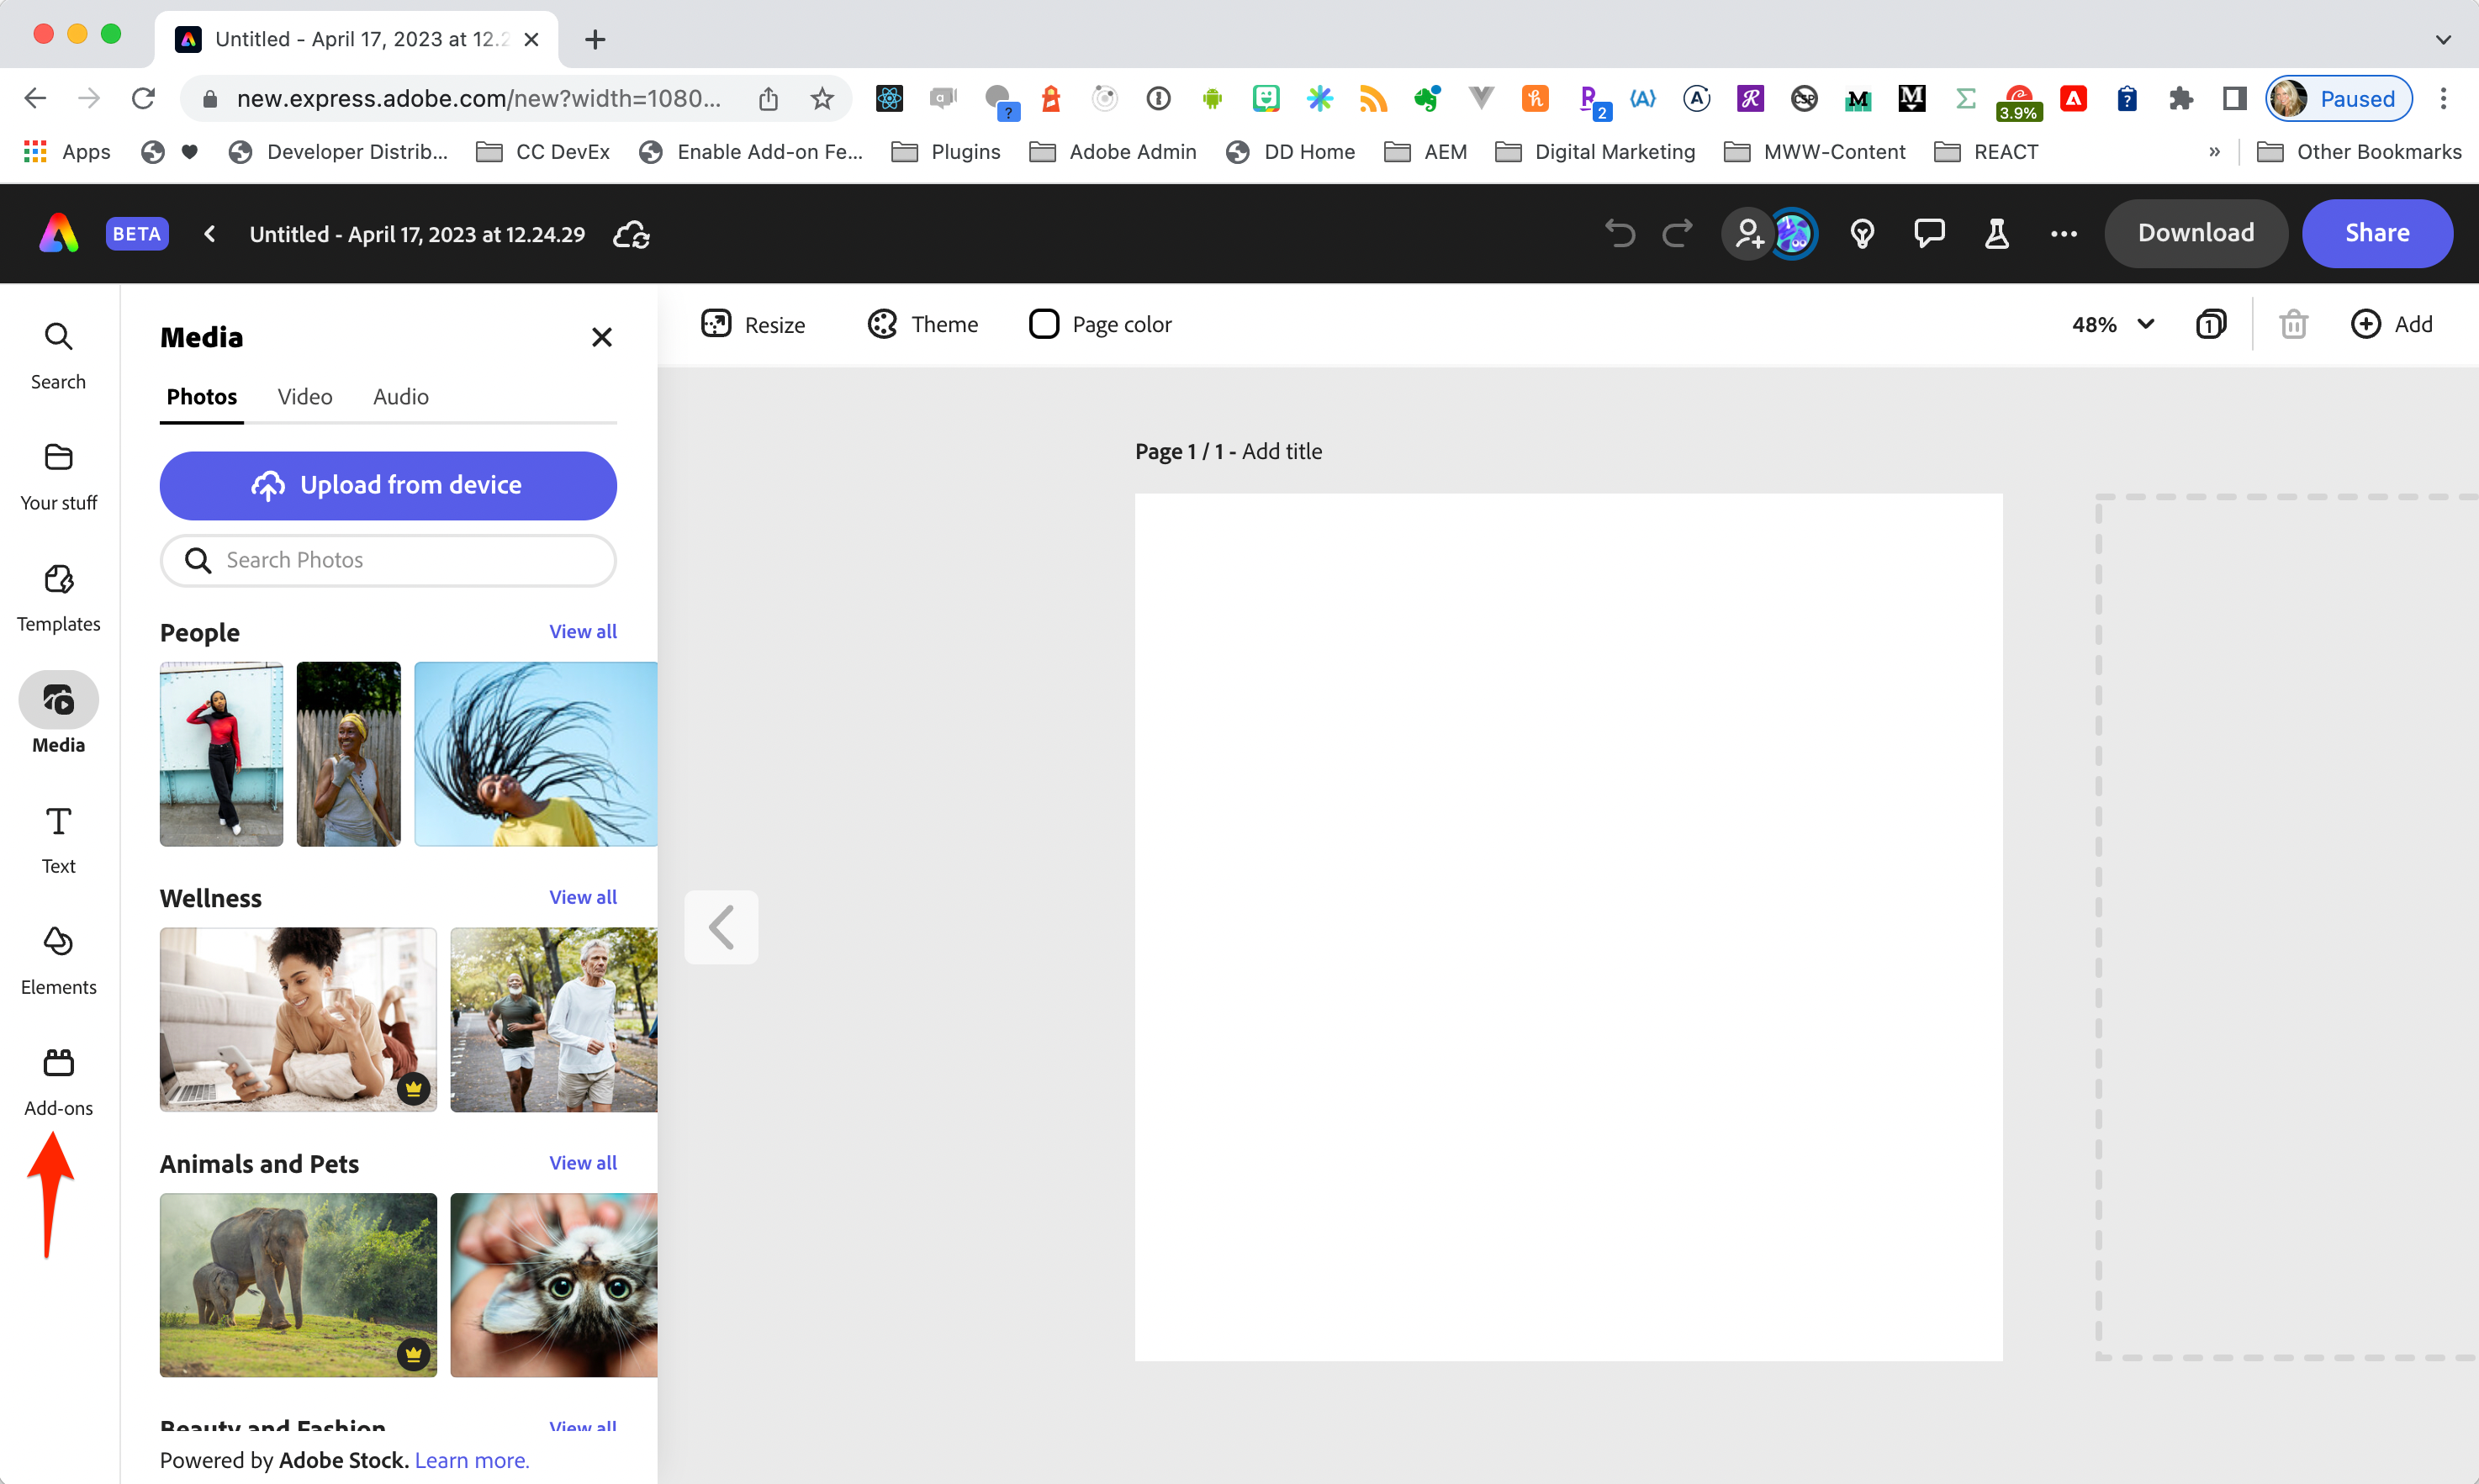 Untitled - April 17, 2023 at 12.2
new.express.adobe.com/new?width=1080...
?
2
3.9%
Paused
Apps
Developer Distrib...
CC DevEx
Enable Add-on Fe...
Plugins
Adobe Admin
DD Home
AEM
Digital Marketing
MWW-Content
REACT
»
Other Bookmarks
BETA
Untitled - April 17, 2023 at 12.24.29
Download
Share
Search
Your stuff
Templates
Media
Text
Elements
Add-ons
Media
Photos
Video
Audio
Upload from device
Search Photos
People
View all
Wellness
View all
Animals and Pets
View all
Beauty and Fashion
View all
Powered by Adobe Stock. Learn more.
Resize
Theme
Page color
48%
1
Add
Page 1 / 1 - Add title